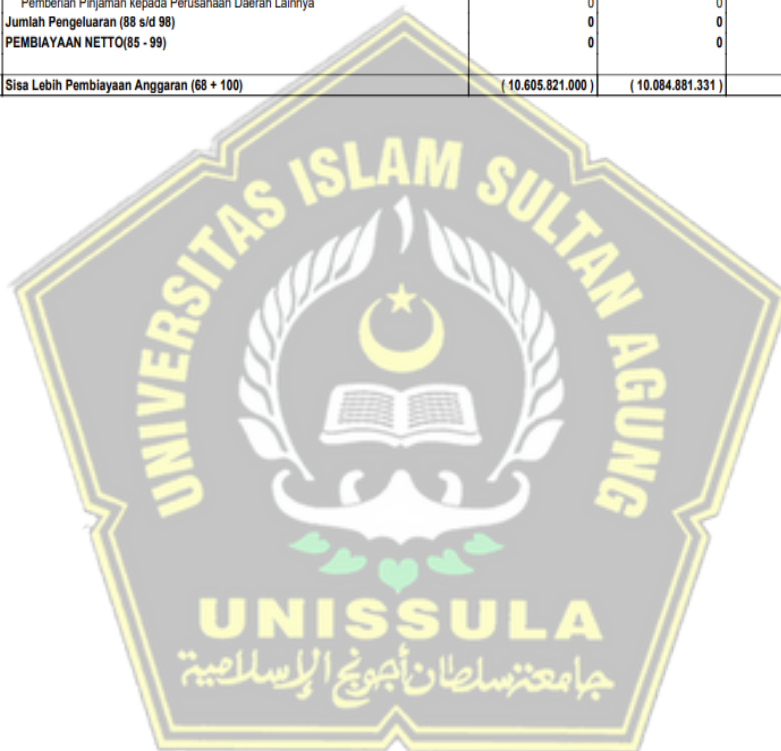 Pemberian Pinjaman kepada Perusahaan Daerah Lainnya 0 0
Jumlah Pengeluaran (88 s/d 98) 0 0
PEMBIAYAAN NETTO(85 - 99) 0 0
Sisa Lebih Pembiayaan Anggaran (68 + 100) ( 10.605.821.000 ) ( 10.084.881.331 )
UNIVERSITAS ISLAM SULTAN AGUNG
UNISSULA
جامعة سلطان أجونج الإسلامية